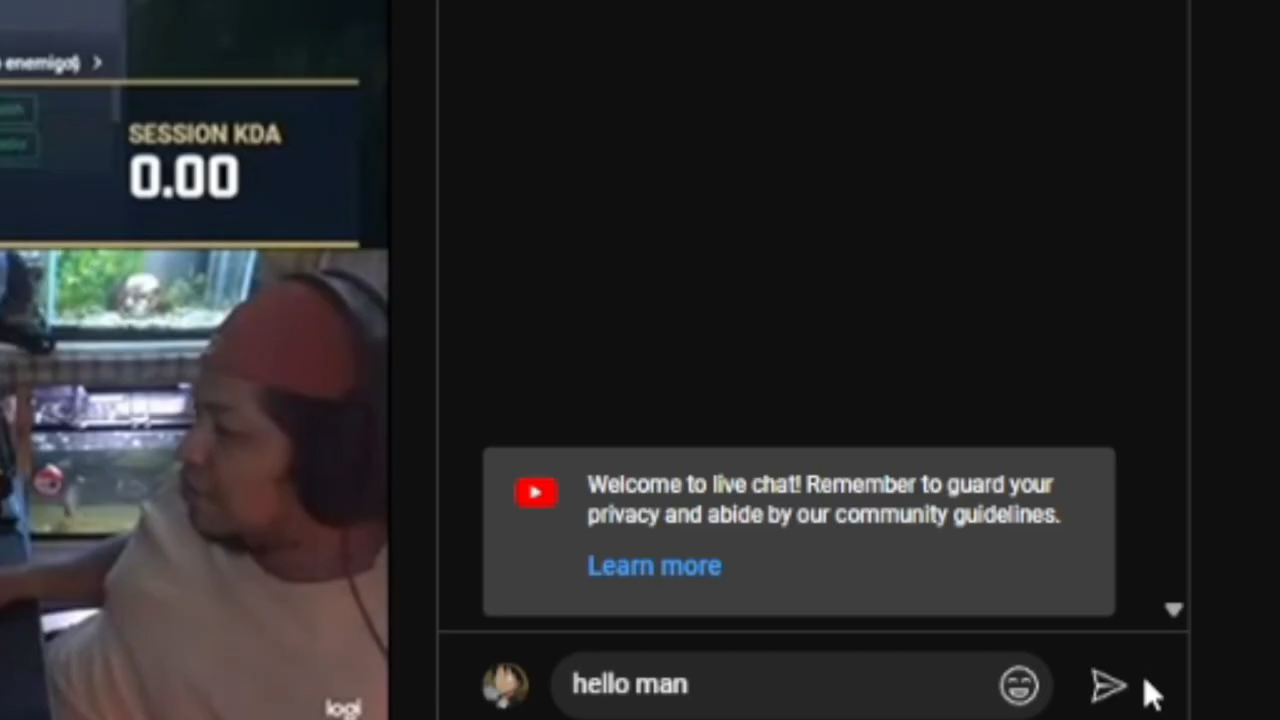 enemigo)
SESSION KDA
0.00
Welcome to live chat! Remember to guard your
privacy and abide by our community guidelines.
Learn more
hello man
logi